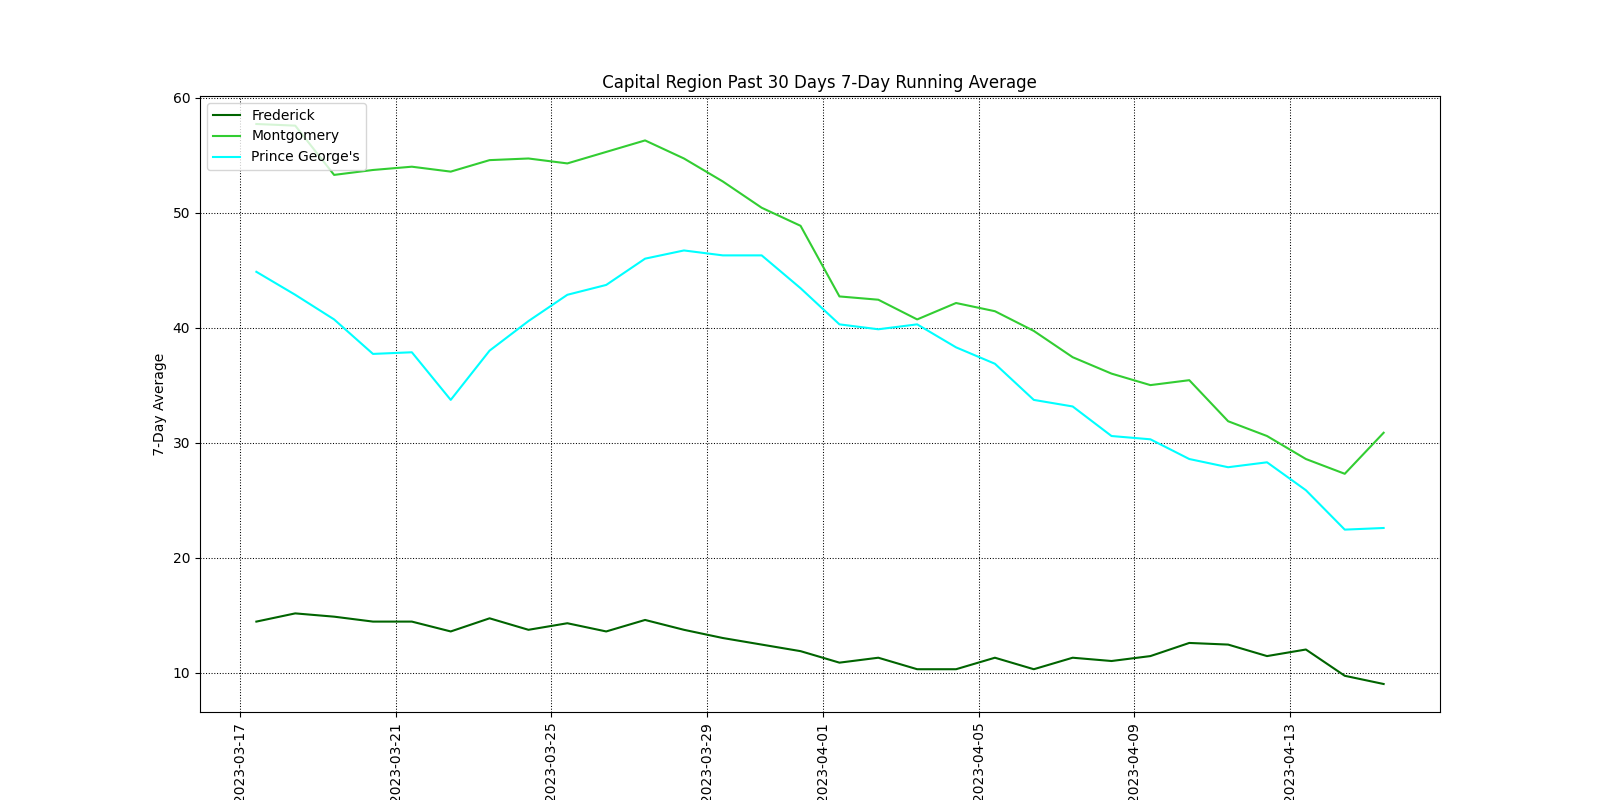 Capital Region Past 30 Days 7-Day Running Average
Frederick
Montgomery
Prince George's
7-Day Average
60
50
40
30
20
10
2023-03-17
2023-03-21
2023-03-25
2023-03-29
2023-04-01
2023-04-05
2023-04-09
2023-04-13